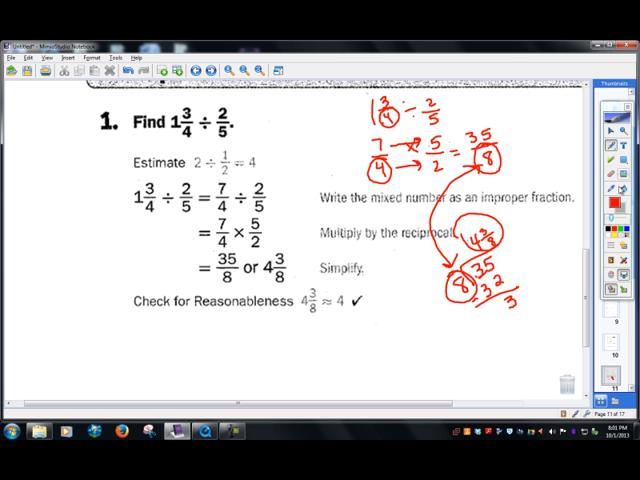 Untitled* - MimioStudio Notebook
File Edit View Insert Format Tools Help
Thumbnails
1. Find 1 3/4 ÷ 2/5.
Estimate 2 ÷ 1/2 = 4
1 3/4 ÷ 2/5 = 7/4 ÷ 2/5 Write the mixed number as an improper fraction.
= 7/4 × 5/2 Multiply by the reciprocal.
= 35/8 or 4 3/8 Simplify.
Check for Reasonableness 4 3/8 ≈ 4 ✓
1 3/4 ÷ 2/5
7/4 × 5/2 = 35/8
4 3/8
8 35
- 32
3
Page 11 of 17
8:01 PM
10/1/2013